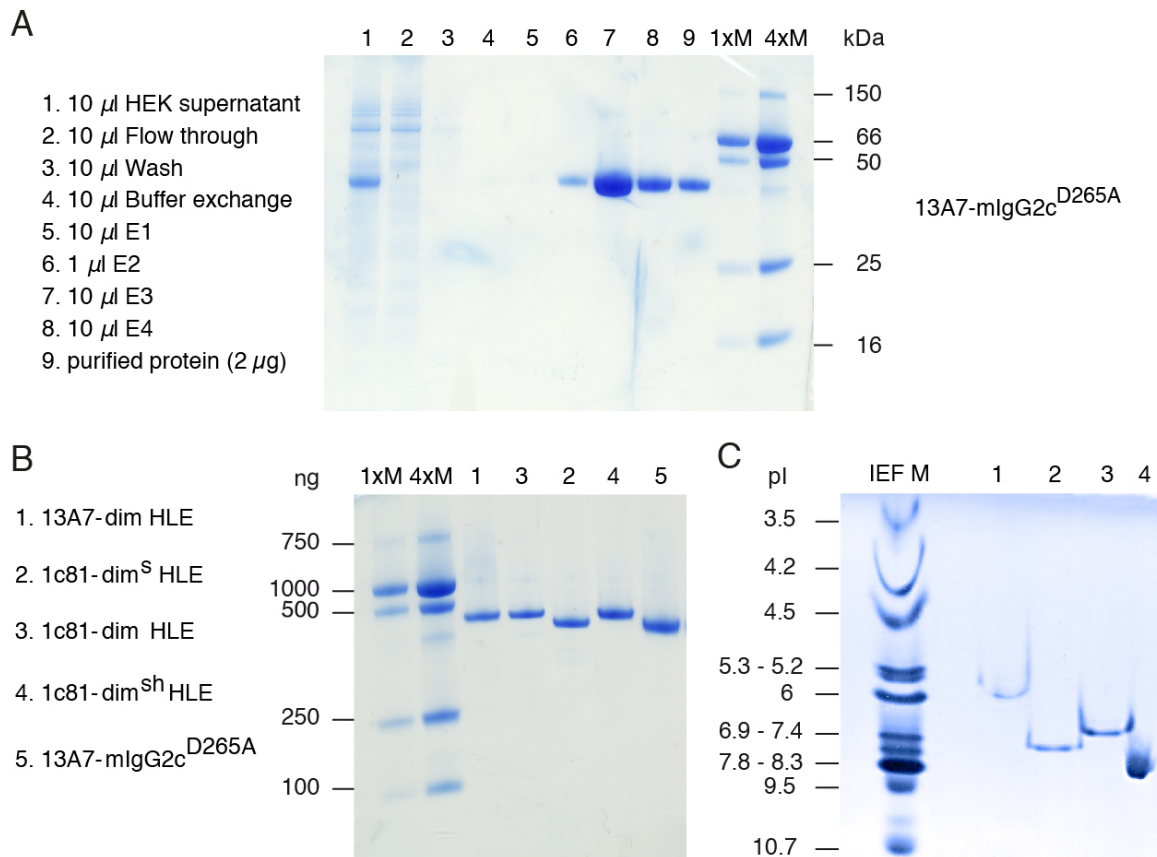 A
1 2 3 4 5 6 7 8 9 1xM 4xM kDa
1. 10 µl HEK supernatant
2. 10 µl Flow through
3. 10 µl Wash
4. 10 µl Buffer exchange
5. 10 µl E1
6. 1 µl E2
7. 10 µl E3
8. 10 µl E4
9. purified protein (2 µg)
150
66
50
25
16
13A7-mIgG2c^D265A
B
ng 1xM 4xM 1 3 2 4 5
1. 13A7-dim HLE
2. 1c81-dim^s HLE
3. 1c81-dim HLE
4. 1c81-dim^sh HLE
5. 13A7-mIgG2c^D265A
750
1000
500
250
100
C
pI IEF M 1 2 3 4
3.5
4.2
4.5
5.3 - 5.2
6
6.9 - 7.4
7.8 - 8.3
9.5
10.7